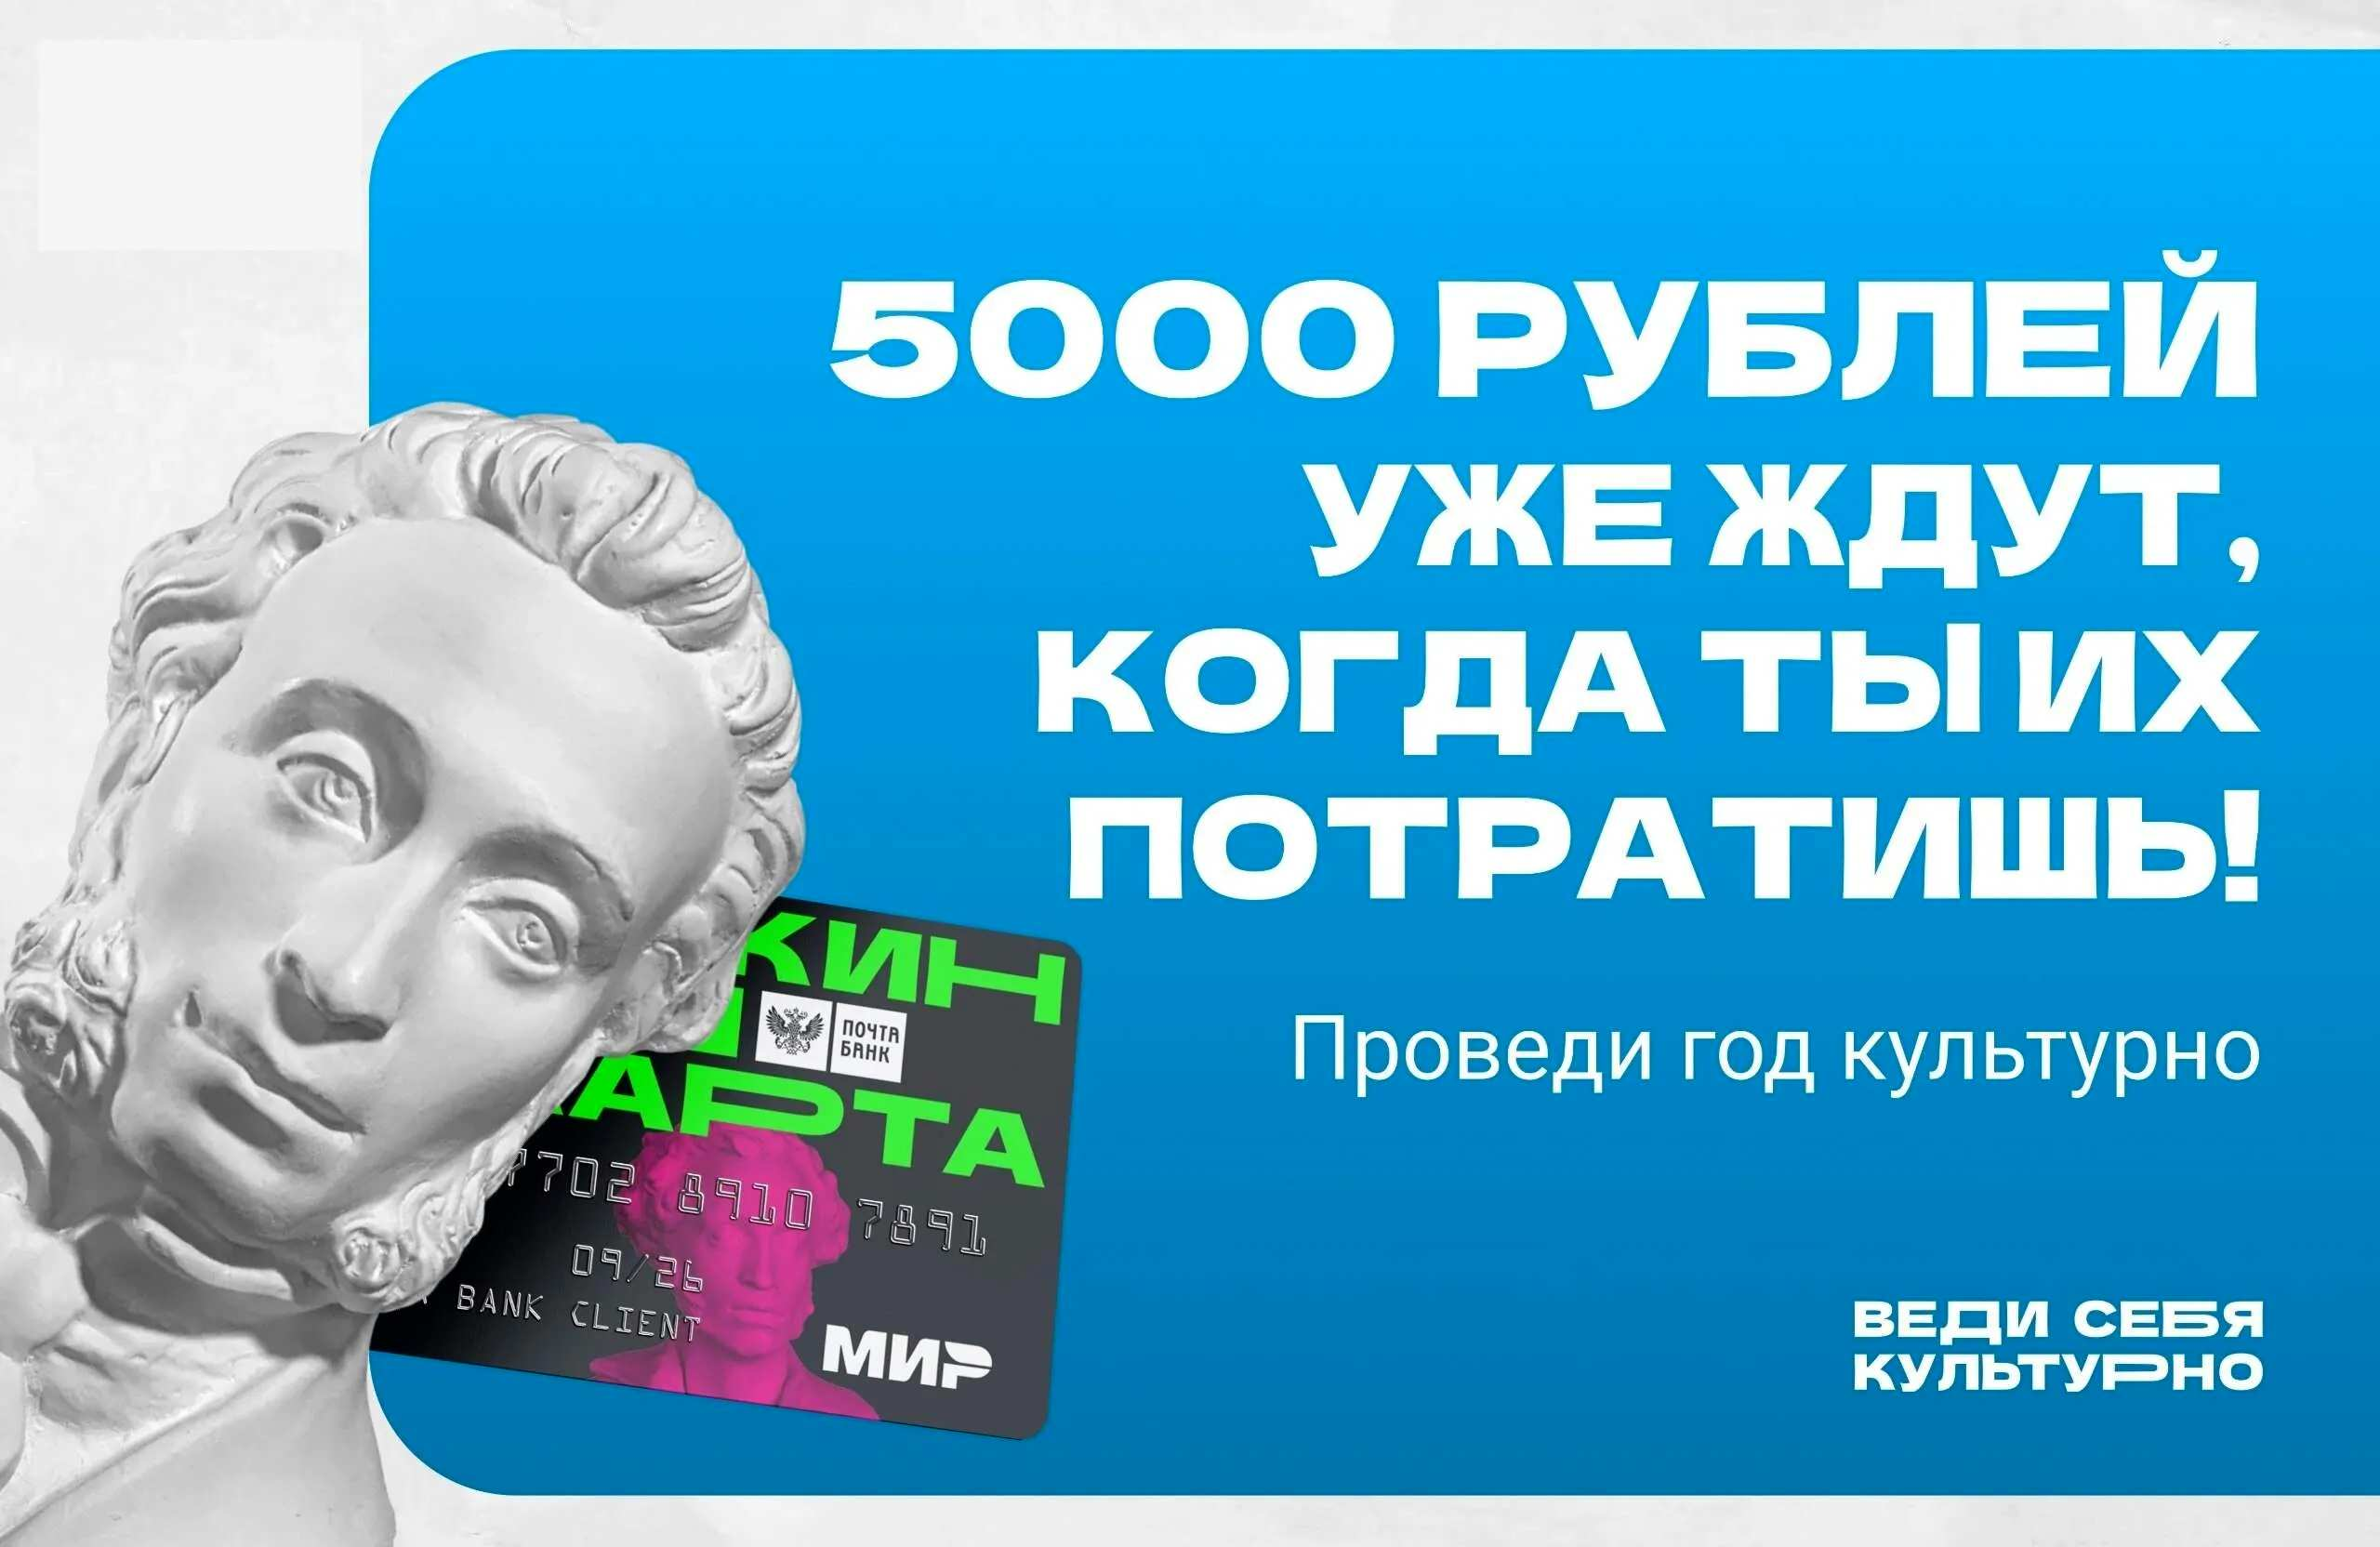 5000 РУБЛЕЙ
УЖЕ ЖДУТ,
КОГДА ТЫ ИХ
ПОТРАТИШЬ!
Проведи год культурно
КИН
ПОЧТА
БАНК
АРТА
7702 8910 7891
09/26
BANK CLIENT
МИР
ВЕДИ СЕБЯ
КУЛЬТУРНО